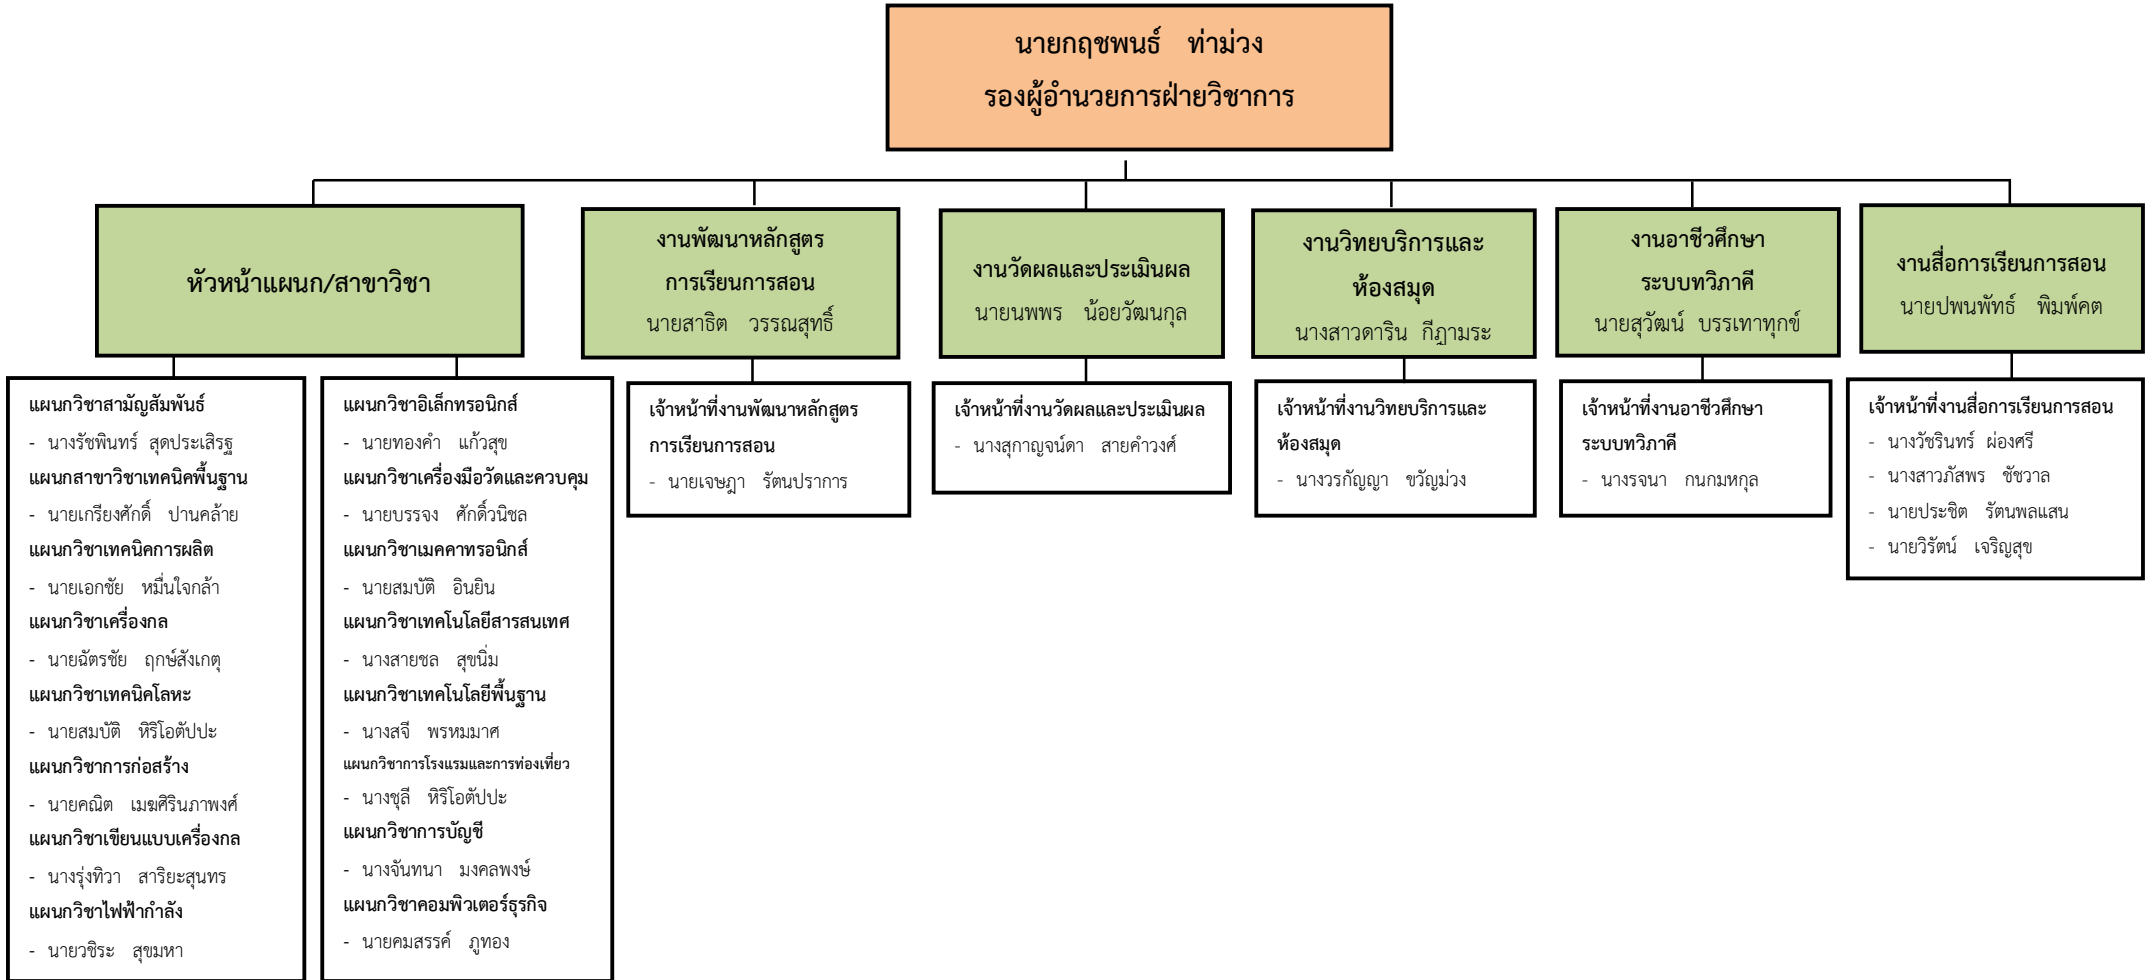 นายกฤชพนธ์ ท่าม่วง
รองผู้อำนวยการฝ่ายวิชาการ
หัวหน้าแผนก/สาขาวิชา
งานพัฒนาหลักสูตร
การเรียนการสอน
นายสาธิต วรรณสุทธิ์
งานวัดผลและประเมินผล
นายนพพร น้อยวัฒนกุล
งานวิทยบริการและ
ห้องสมุด
นางสาวดาริน กีฎามระ
งานอาชีวศึกษา
ระบบทวิภาคี
นายสุวัฒน์ บรรเทาทุกข์
งานสื่อการเรียนการสอน
นายปพนพัทธ์ พิมพ์คต
แผนกวิชาสามัญสัมพันธ์
- นางรัชพินทร์ สุดประเสริฐ
แผนกสาขาวิชาเทคนิคพื้นฐาน
- นายเกรียงศักดิ์ ปานคล้าย
แผนกวิชาเทคนิคการผลิต
- นายเอกชัย หมื่นใจกล้า
แผนกวิชาเครื่องกล
- นายฉัตรชัย ฤกษ์สังเกตุ
แผนกวิชาเทคนิคโลหะ
- นายสมบัติ หิริโอตัปปะ
แผนกวิชาการก่อสร้าง
- นายคณิต เมฆศิรินภาพงศ์
แผนกวิชาเขียนแบบเครื่องกล
- นางรุ่งทิวา สาริยะสุนทร
แผนกวิชาไฟฟ้ากำลัง
- นายวชิระ สุขมหา
แผนกวิชาอิเล็กทรอนิกส์
- นายทองคำ แก้วสุข
แผนกวิชาเครื่องมือวัดและควบคุม
- นายบรรจง ศักดิ์วนิชล
แผนกวิชาเมคคาทรอนิกส์
- นายสมบัติ อินยิน
แผนกวิชาเทคโนโลยีสารสนเทศ
- นางสายชล สุขนิ่ม
แผนกวิชาเทคโนโลยีพื้นฐาน
- นางสจี พรหมมาศ
แผนกวิชาการโรงแรมและการท่องเที่ยว
- นางชุลี หิริโอตัปปะ
แผนกวิชาการบัญชี
- นางจันทนา มงคลพงษ์
แผนกวิชาคอมพิวเตอร์ธุรกิจ
- นายคมสรรค์ ภูทอง
เจ้าหน้าที่งานพัฒนาหลักสูตร
การเรียนการสอน
- นายเจษฎา รัตนปราการ
เจ้าหน้าที่งานวัดผลและประเมินผล
- นางสุกาญจน์ดา สายคำวงศ์
เจ้าหน้าที่งานวิทยบริการและ
ห้องสมุด
- นางวรกัญญา ขวัญม่วง
เจ้าหน้าที่งานอาชีวศึกษา
ระบบทวิภาคี
- นางรจนา กนกมหกุล
เจ้าหน้าที่งานสื่อการเรียนการสอน
- นางวัชรินทร์ ผ่องศรี
- นางสาวภัสพร ชัชวาล
- นายประชิต รัตนพลแสน
- นายวิรัตน์ เจริญสุข